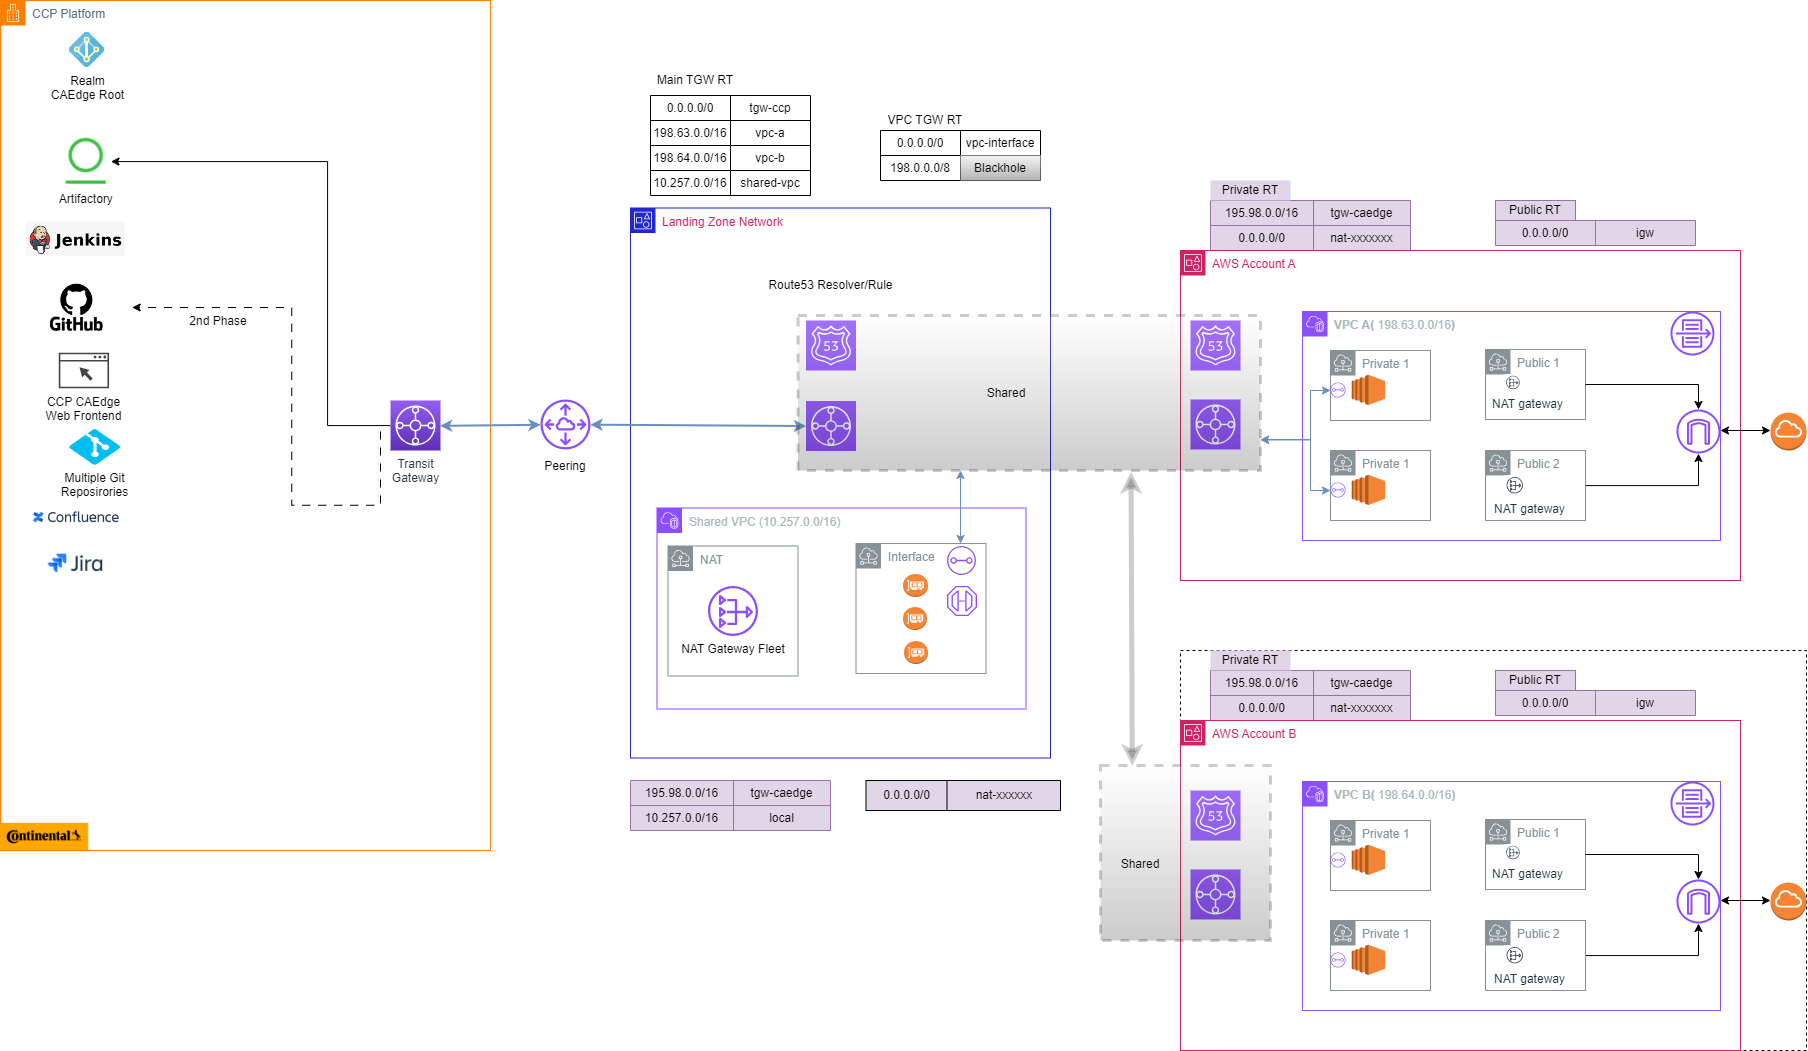 CCP Platform
Realm
CAEdge Root
Artifactory
Jenkins
GitHub
2nd Phase
CCP CAEdge
Web Frontend
Multiple Git
Reposirories
Confluence
Jira
Continental
Transit
Gateway
Peering
Main TGW RT
0.0.0.0/0 tgw-ccp
198.63.0.0/16 vpc-a
198.64.0.0/16 vpc-b
10.257.0.0/16 shared-vpc
VPC TGW RT
0.0.0.0/0 vpc-interface
198.0.0.0/8 Blackhole
Landing Zone Network
Route53 Resolver/Rule
53
53
Shared
Shared VPC (10.257.0.0/16)
NAT
NAT Gateway Fleet
Interface
195.98.0.0/16 tgw-caedge
10.257.0.0/16 local
0.0.0.0/0 nat-xxxxxx
Private RT
195.98.0.0/16 tgw-caedge
0.0.0.0/0 nat-xxxxxxx
Public RT
0.0.0.0/0 igw
AWS Account A
VPC A( 198.63.0.0/16)
Private 1
Public 1
NAT gateway
Private 1
Public 2
NAT gateway
Private RT
195.98.0.0/16 tgw-caedge
0.0.0.0/0 nat-xxxxxxx
Public RT
0.0.0.0/0 igw
AWS Account B
53
Shared
VPC B( 198.64.0.0/16)
Private 1
Public 1
NAT gateway
Private 1
Public 2
NAT gateway